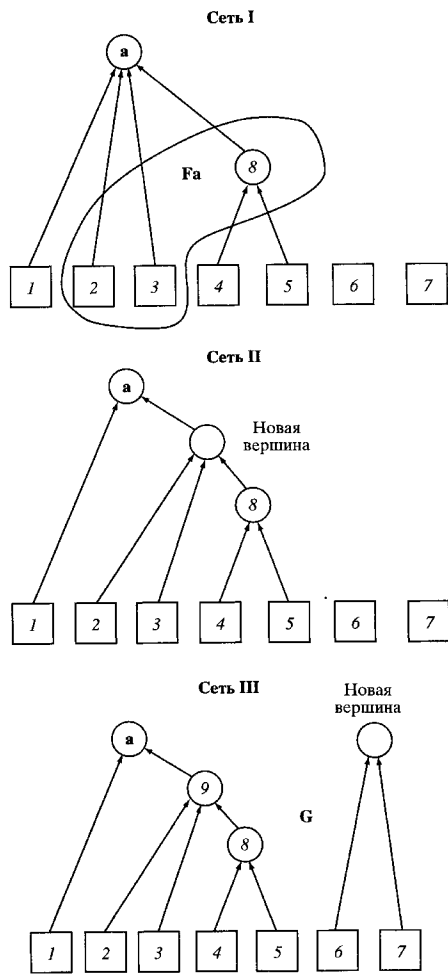 Сеть I
а
Fa
8
1 2 3 4 5 6 7
Сеть II
а
Новая
вершина
8
1 2 3 4 5 6 7
Сеть III
Новая
вершина
а
9
G
8
1 2 3 4 5 6 7